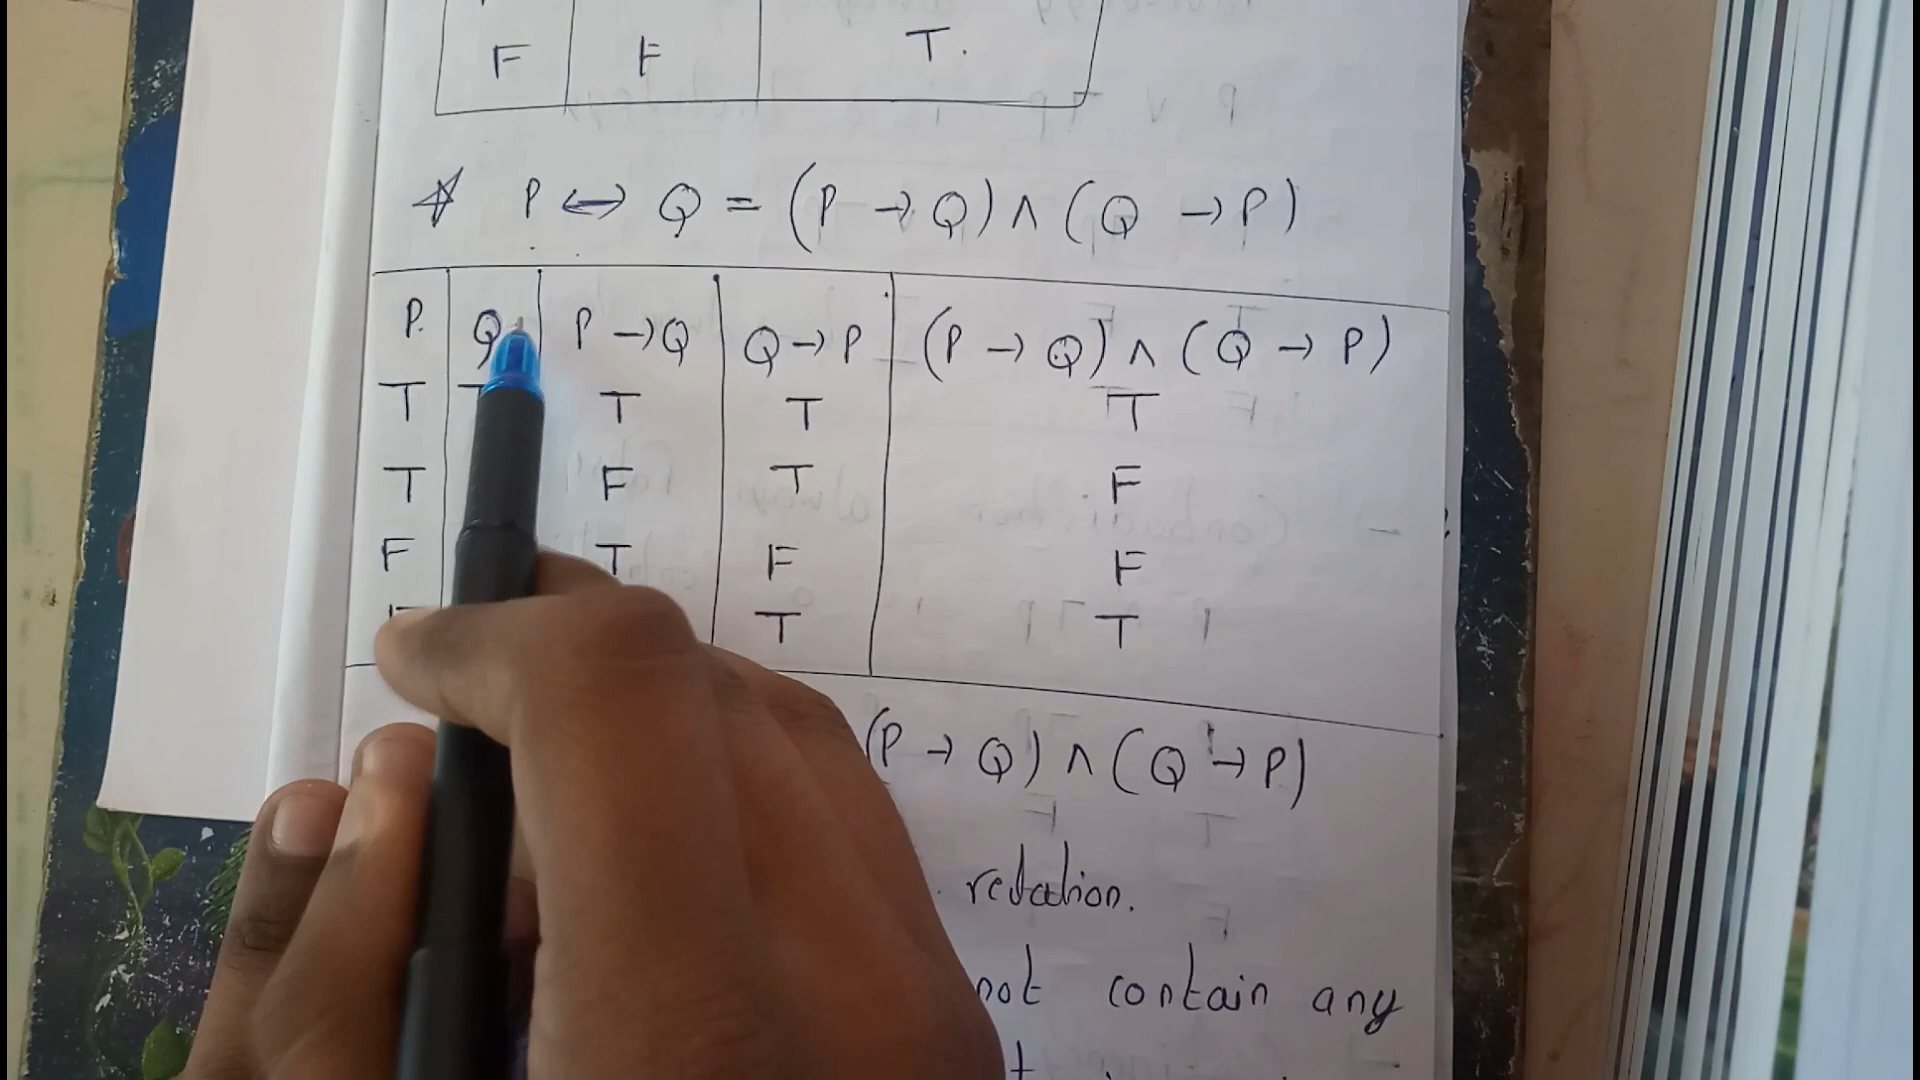 F F T.
P ↔ Q = (P → Q) ∧ (Q → P)
P. Q P → Q Q → P (P → Q) ∧ (Q → P)
T T T T T
T F T F
F T F F
T T
(P → Q) ∧ (Q → P)
relation.
not contain any